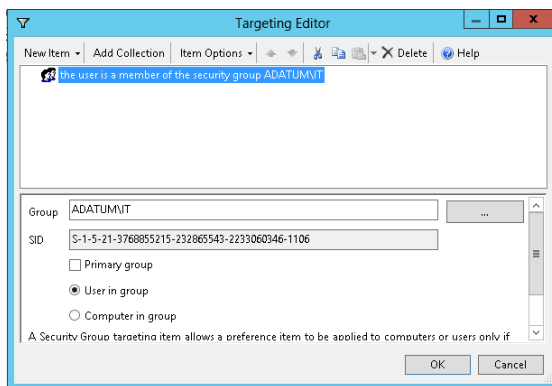 Targeting Editor
New Item Add Collection Item Options Delete Help
the user is a member of the security group ADATUM\IT
Group ADATUM\IT ...
SID S-1-5-21-3768855215-232865543-2233060346-1106
Primary group
User in group
Computer in group
A Security Group targeting item allows a preference item to be applied to computers or users only if
OK Cancel